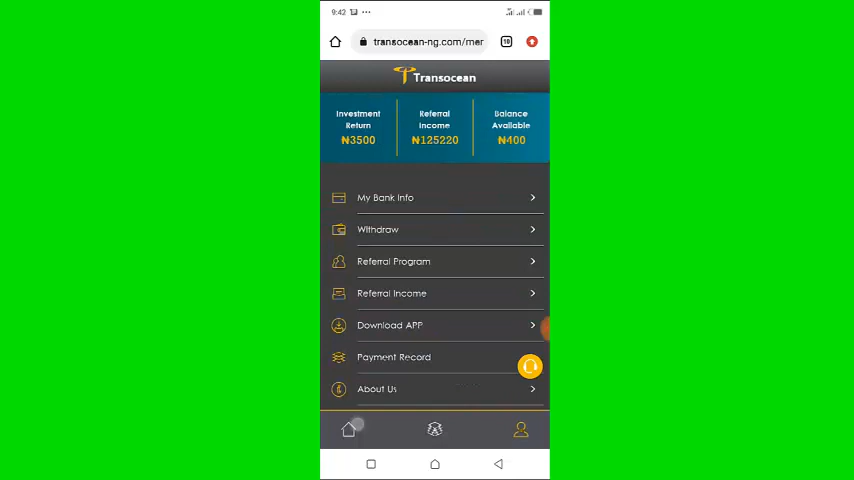 9:42
transocean-ng.com/mer
Transocean
Investment Return
Referral Income
Balance Available
₦3500
₦125220
₦400
My Bank Info
Withdraw
Referral Program
Referral Income
Download APP
Payment Record
About Us